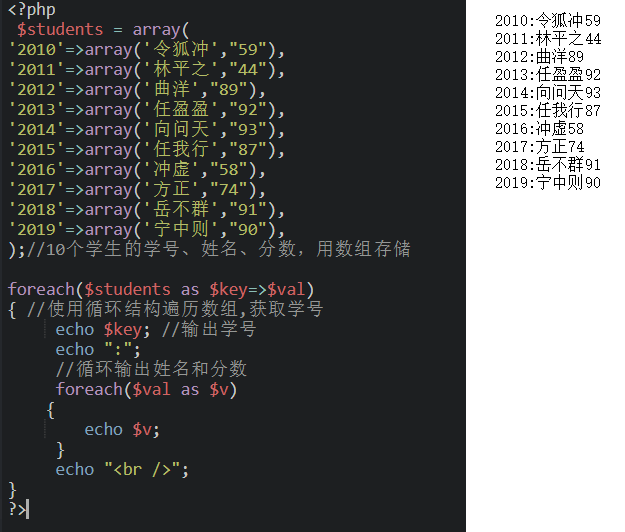 <?php
$students = array(
'2010'=>array('令狐冲',"59"),
'2011'=>array('林平之',"44"),
'2012'=>array('曲洋',"89"),
'2013'=>array('任盈盈',"92"),
'2014'=>array('向问天',"93"),
'2015'=>array('任我行',"87"),
'2016'=>array('冲虚',"58"),
'2017'=>array('方正',"74"),
'2018'=>array('岳不群',"91"),
'2019'=>array('宁中则',"90"),
);//10个学生的学号、姓名、分数，用数组存储
foreach($students as $key=>$val)
{ //使用循环结构遍历数组,获取学号
echo $key; //输出学号
echo ":";
//循环输出姓名和分数
foreach($val as $v)
{
echo $v;
}
echo "<br />";
}
?>
2010:令狐冲59
2011:林平之44
2012:曲洋89
2013:任盈盈92
2014:向问天93
2015:任我行87
2016:冲虚58
2017:方正74
2018:岳不群91
2019:宁中则90